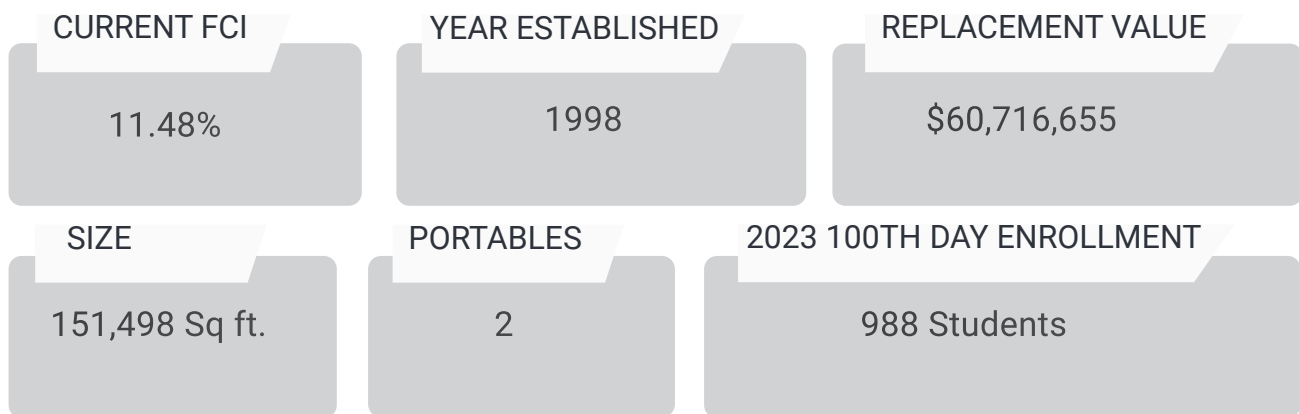 CURRENT FCI
11.48%
YEAR ESTABLISHED
1998
REPLACEMENT VALUE
$60,716,655
SIZE
151,498 Sq ft.
PORTABLES
2
2023 100TH DAY ENROLLMENT
988 Students